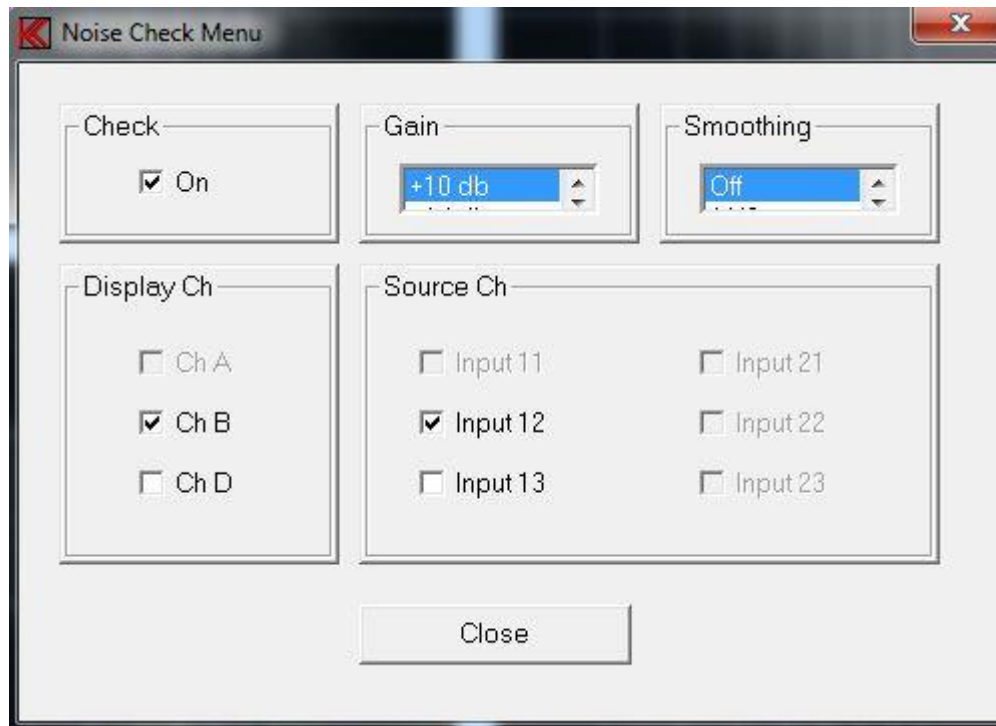 Noise Check Menu
Check
On
Gain
+10 db
Smoothing
Off
Display Ch
Ch A
Ch B
Ch D
Source Ch
Input 11
Input 21
Input 12
Input 22
Input 13
Input 23
Close